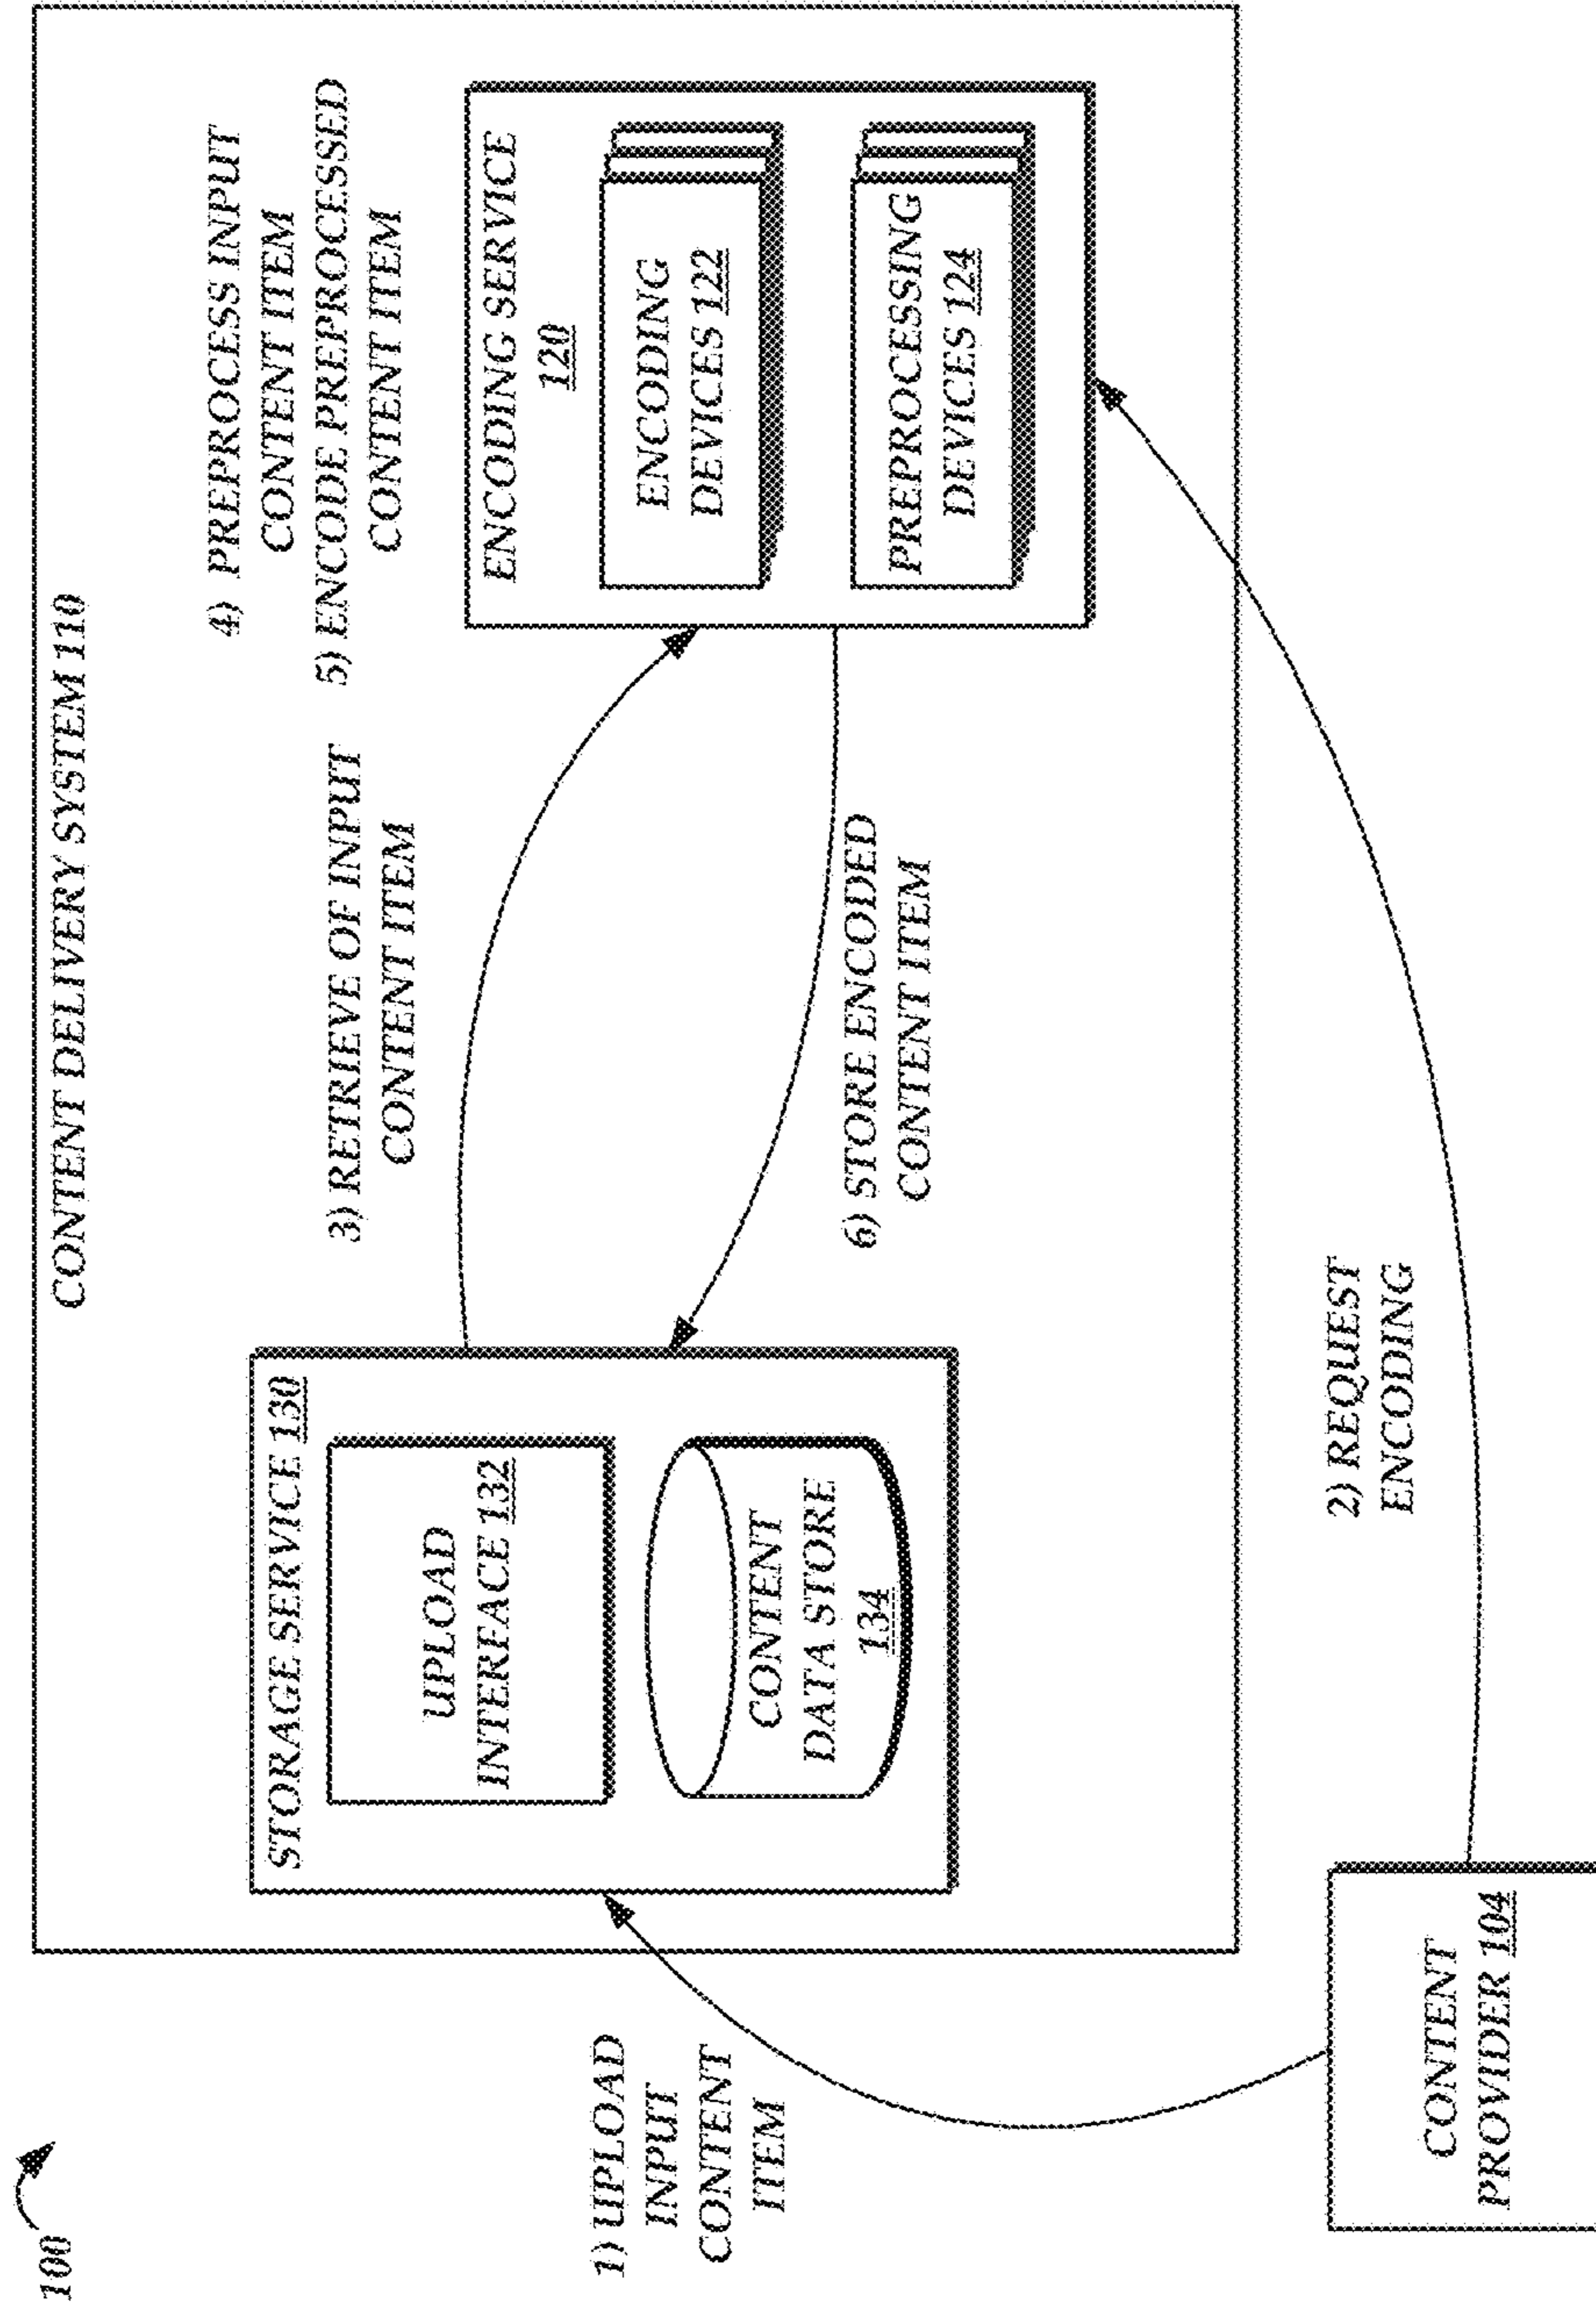 100
CONTENT DELIVERY SYSTEM 110
STORAGE SERVICE 130
UPLOAD
INTERFACE 132
CONTENT
DATA STORE
134
3) RETRIEVE OF INPUT
CONTENT ITEM
4) PREPROCESS INPUT
CONTENT ITEM
5) ENCODE PREPROCESSED
CONTENT ITEM
ENCODING SERVICE
120
ENCODING
DEVICES 122
PREPROCESSING
DEVICES 124
6) STORE ENCODED
CONTENT ITEM
1) UPLOAD
INPUT
CONTENT
ITEM
2) REQUEST
ENCODING
CONTENT
PROVIDER 104